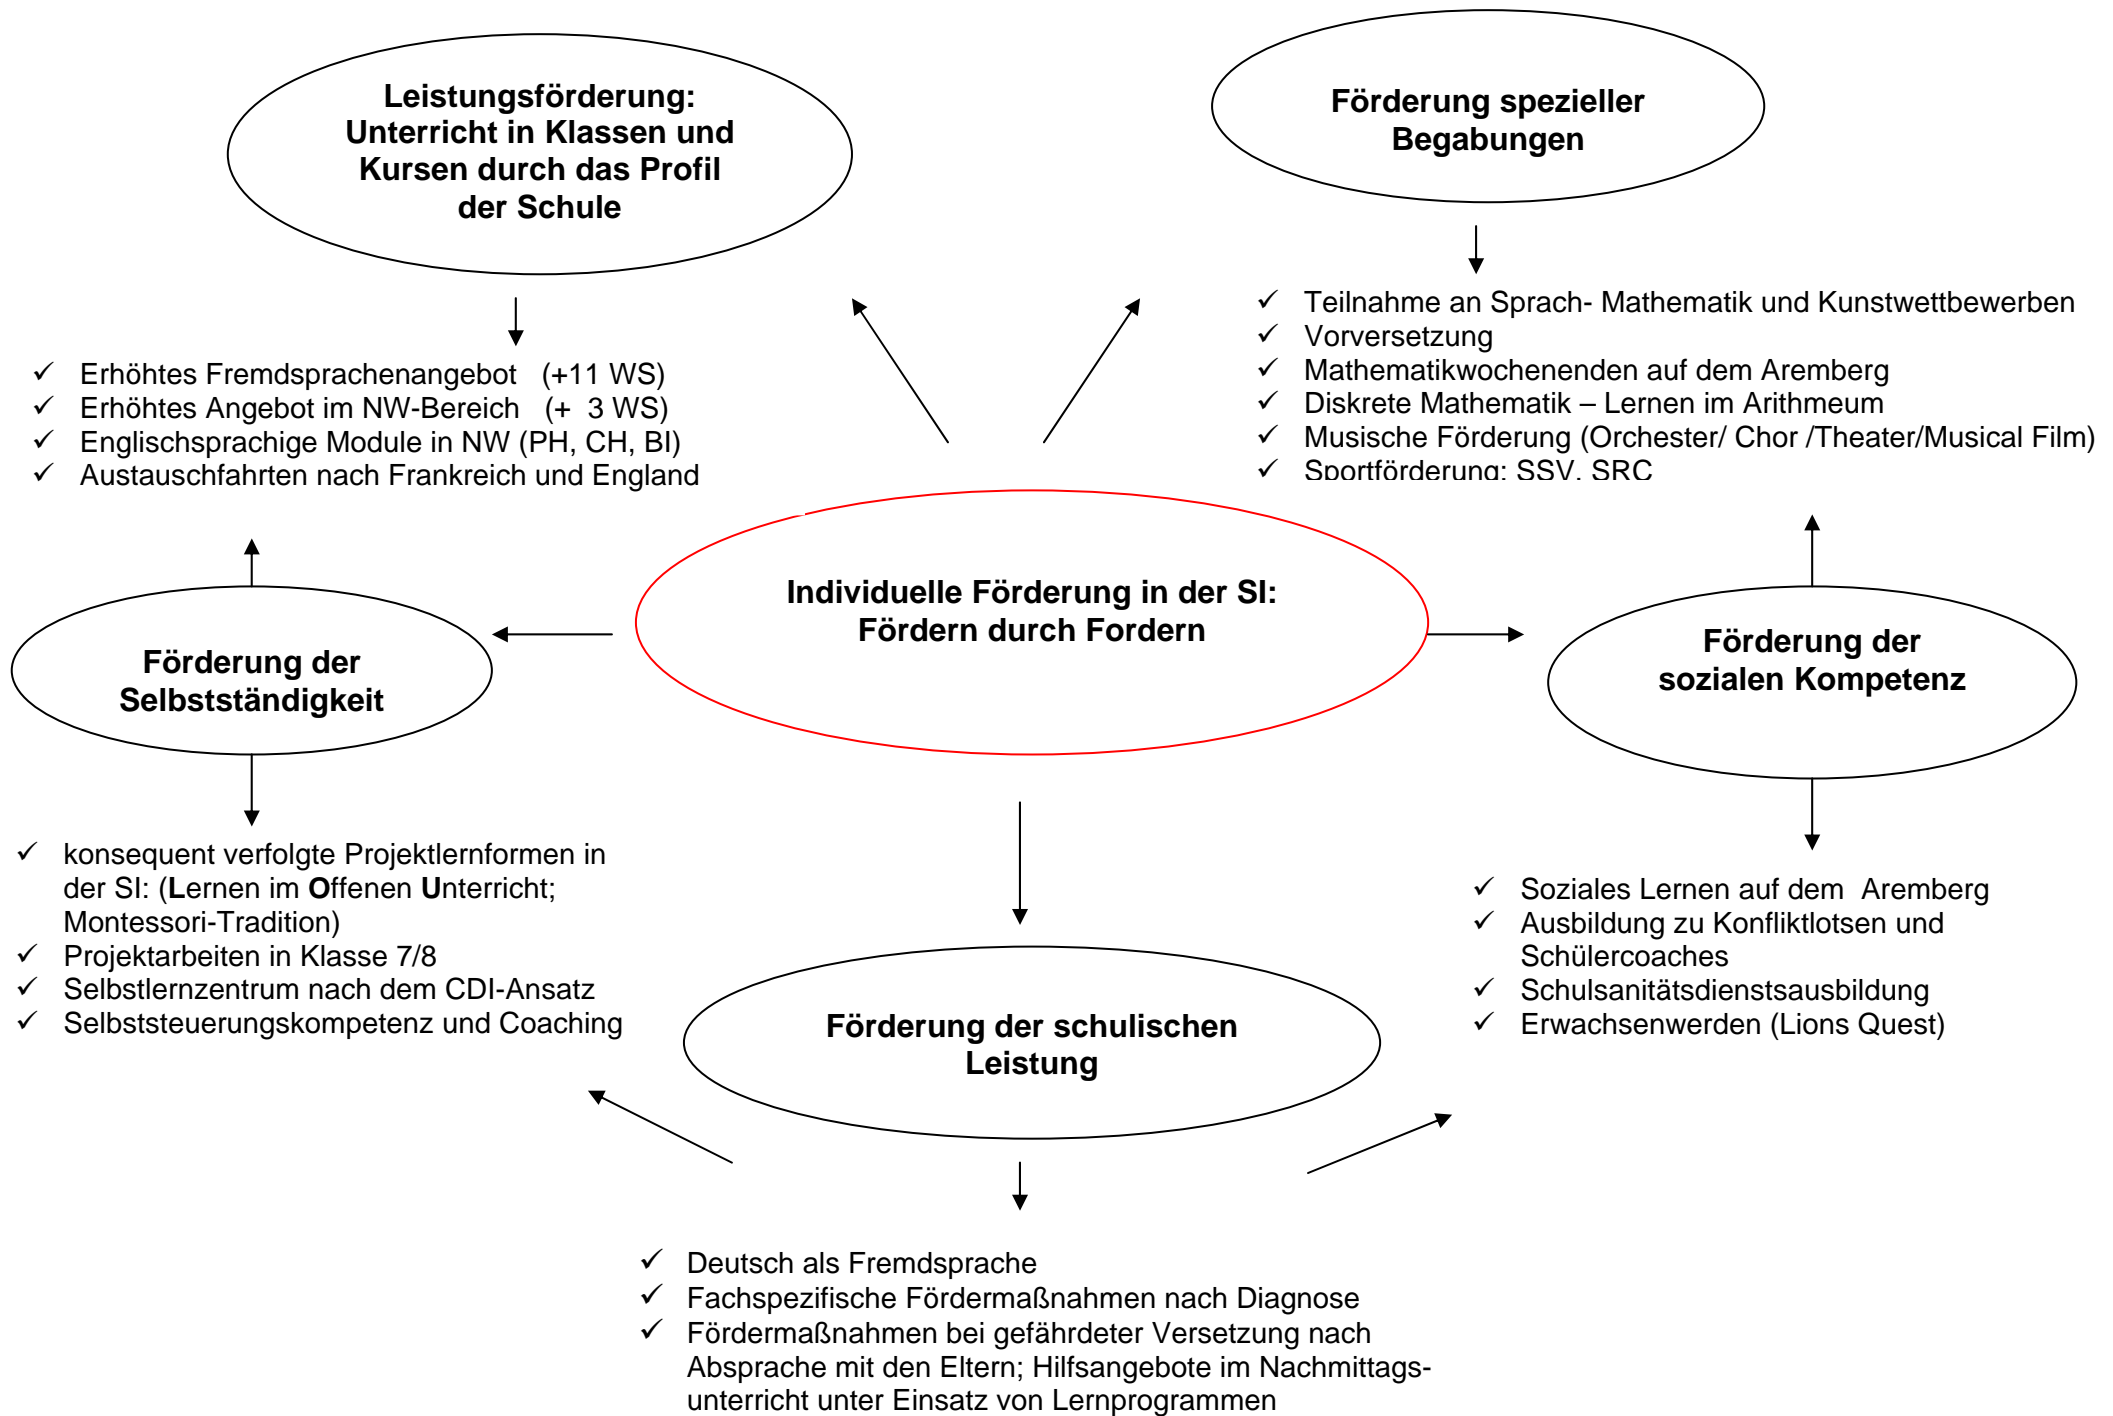 Leistungsförderung:
Unterricht in Klassen und
Kursen durch das Profil
der Schule
Förderung spezieller
Begabungen
✓ Erhöhtes Fremdsprachenangebot (+11 WS)
✓ Erhöhtes Angebot im NW-Bereich (+ 3 WS)
✓ Englischsprachige Module in NW (PH, CH, BI)
✓ Austauschfahrten nach Frankreich und England
✓ Teilnahme an Sprach- Mathematik und Kunstwettbewerben
✓ Vorversetzung
✓ Mathematikwochenenden auf dem Aremberg
✓ Diskrete Mathematik – Lernen im Arithmeum
✓ Musische Förderung (Orchester/ Chor /Theater/Musical Film)
✓ Sportförderung: SSV, SRC
Individuelle Förderung in der SI:
Fördern durch Fordern
Förderung der
Selbstständigkeit
Förderung der
sozialen Kompetenz
✓ konsequent verfolgte Projektlernformen in
der SI: (Lernen im Offenen Unterricht;
Montessori-Tradition)
✓ Projektarbeiten in Klasse 7/8
✓ Selbstlernzentrum nach dem CDI-Ansatz
✓ Selbststeuerungskompetenz und Coaching
✓ Soziales Lernen auf dem Aremberg
✓ Ausbildung zu Konfliktlotsen und
Schülercoaches
✓ Schulsanitätsdienstsausbildung
✓ Erwachsenwerden (Lions Quest)
Förderung der schulischen
Leistung
✓ Deutsch als Fremdsprache
✓ Fachspezifische Fördermaßnahmen nach Diagnose
✓ Fördermaßnahmen bei gefährdeter Versetzung nach
Absprache mit den Eltern; Hilfsangebote im Nachmittags-
unterricht unter Einsatz von Lernprogrammen